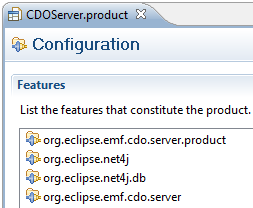 CDOServer.product
Configuration
Features
List the features that constitute the product.
org.eclipse.emf.cdo.server.product
org.eclipse.net4j
org.eclipse.net4j.db
org.eclipse.emf.cdo.server